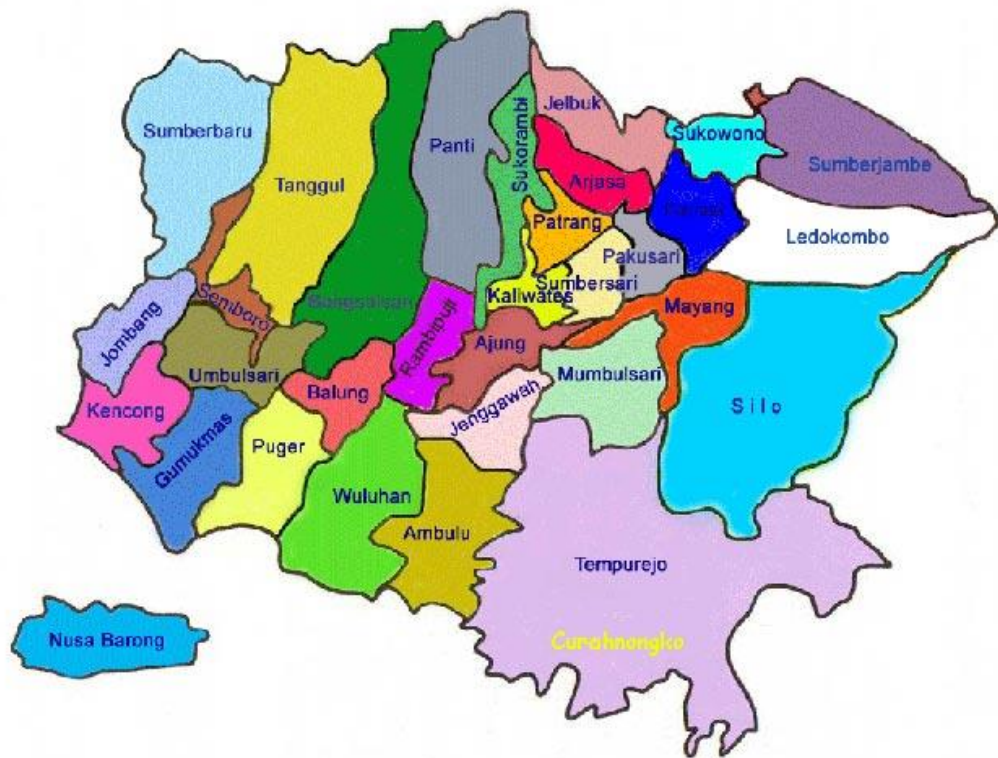 Jelbuk
Sumberbaru
Sukowono
Panti
Sukorambi
Sumberjambe
Tanggul
Arjasa
Patrang
Ledokombo
Pakusari
Sumbersari
Kaliwates
Semboro
Bangsalsari
Mayang
Jombang
Rambipuji
Ajung
Umbulsari
Mumbulsari
Balung
Kencong
Jenggawah
Silo
Gumukmas
Puger
Wuluhan
Ambulu
Tempurejo
Curahnongko
Nusa Barong